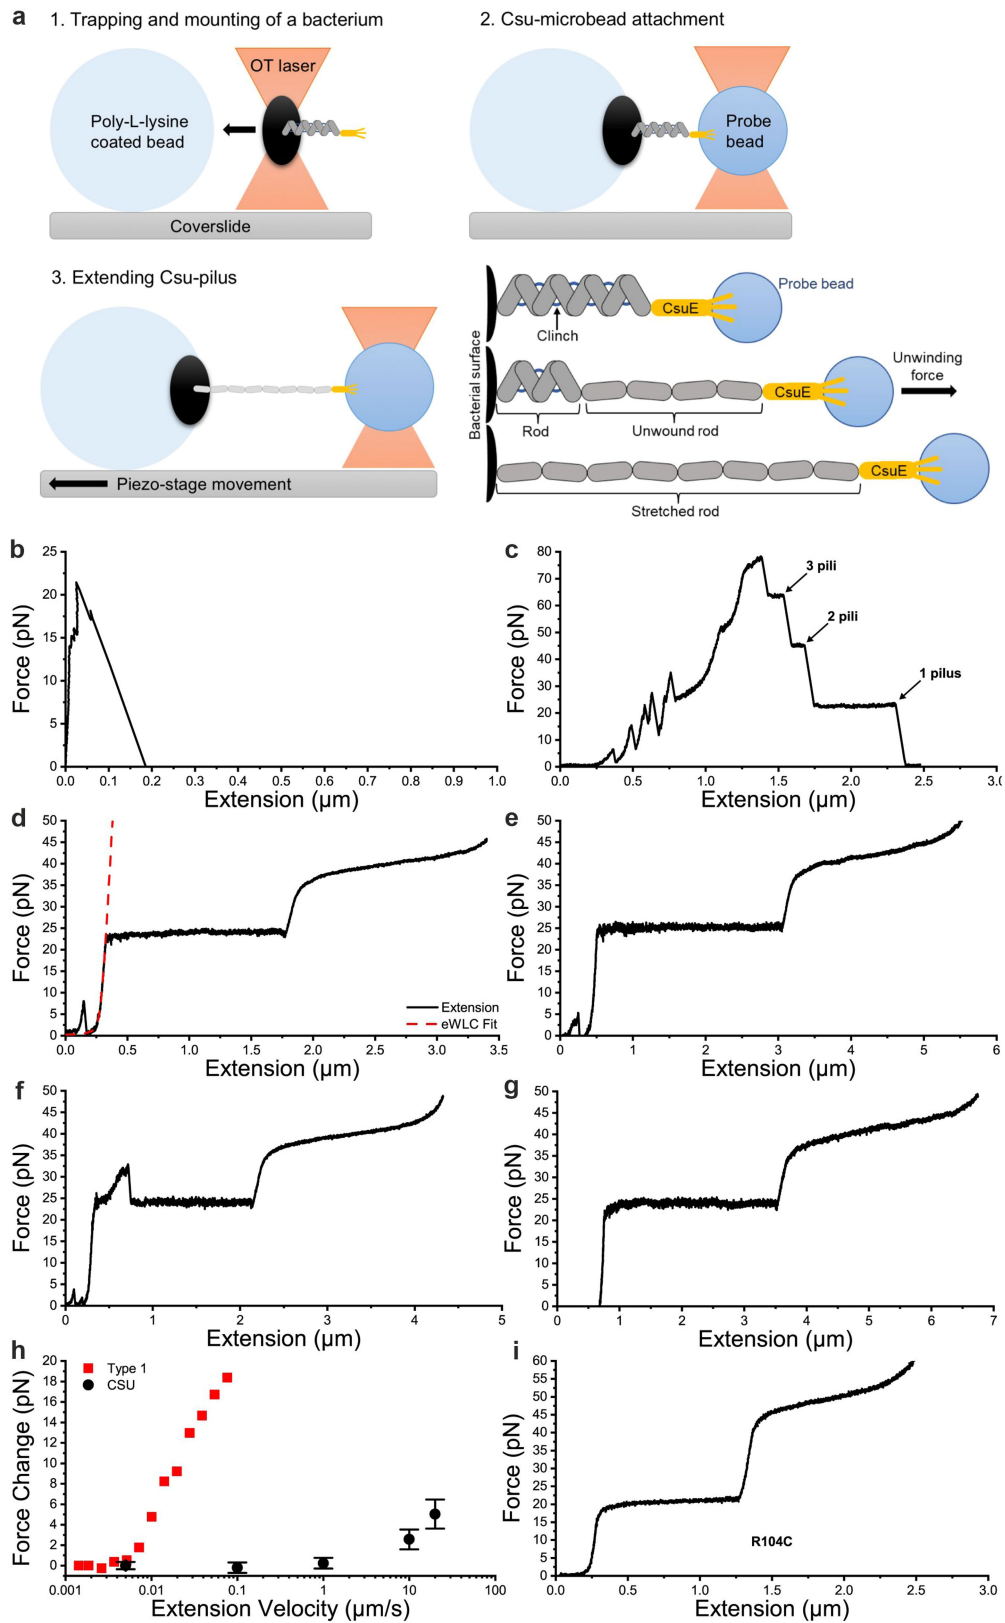 a
1. Trapping and mounting of a bacterium
2. Csu-microbead attachment
OT laser
Poly-L-lysine
coated bead
Coverslide
Probe
bead
3. Extending Csu-pilus
Piezo-stage movement
Bacterial surface
CsuE
Probe bead
Clinch
CsuE
Unwinding
force
Rod
Unwound rod
CsuE
Stretched rod
b
Force (pN)
25
20
15
10
5
0
0.0 0.1 0.2 0.3 0.4 0.5 0.6 0.7 0.8 0.9 1.0
Extension (µm)
c
Force (pN)
80
70
60
50
40
30
20
10
0
3 pili
2 pili
1 pilus
0.0 0.5 1.0 1.5 2.0 2.5 3.0
Extension (µm)
d
Force (pN)
50
45
40
35
30
25
20
15
10
5
0
Extension
eWLC Fit
0.0 0.5 1.0 1.5 2.0 2.5 3.0 3.5
Extension (µm)
e
Force (pN)
50
45
40
35
30
25
20
15
10
5
0
0 1 2 3 4 5 6
Extension (µm)
f
Force (pN)
50
45
40
35
30
25
20
15
10
5
0
0 1 2 3 4 5
Extension (µm)
g
Force (pN)
50
45
40
35
30
25
20
15
10
5
0
0 1 2 3 4 5 6 7
Extension (µm)
h
Force Change (pN)
20
18
16
14
12
10
8
6
4
2
0
Type 1
CSU
0.001 0.01 0.1 1 10 100
Extension Velocity (µm/s)
i
Force (pN)
60
55
50
45
40
35
30
25
20
15
10
5
0
R104C
0.0 0.5 1.0 1.5 2.0 2.5 3.0
Extension (µm)